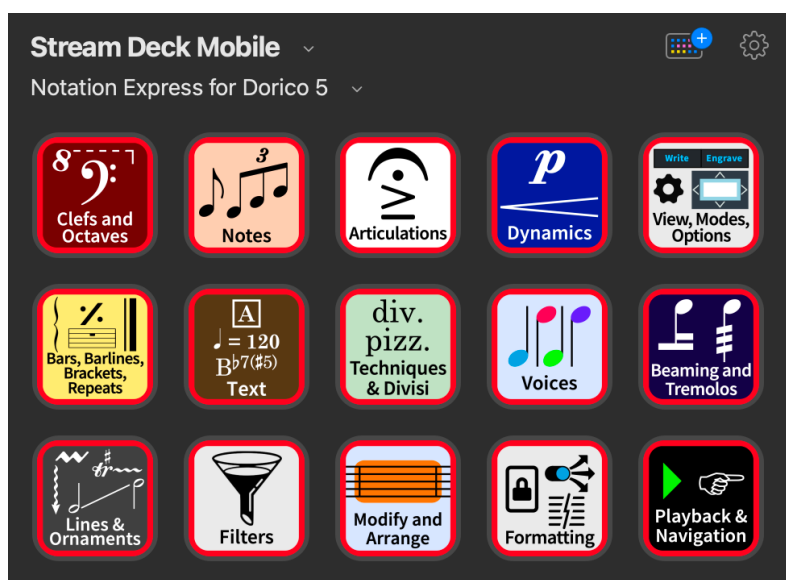 Stream Deck Mobile
Notation Express for Dorico 5
8
Clefs and
Octaves
3
Notes
Articulations
p
Dynamics
Write Engrave
View, Modes,
Options
Bars, Barlines,
Brackets,
Repeats
A
♩ = 120
B♭7(♯5)
Text
div.
pizz.
Techniques
& Divisi
Voices
Beaming and
Tremolos
tr
Lines &
Ornaments
Filters
Modify and
Arrange
Formatting
Playback &
Navigation